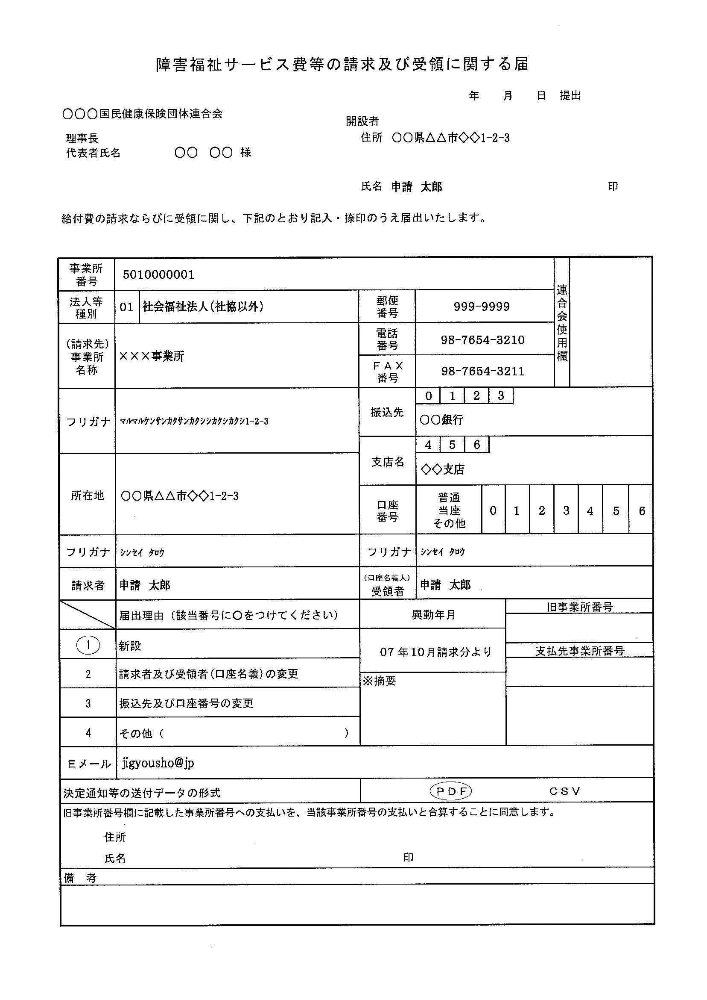 障害福祉サービス費等の請求及び受領に関する届
年 月 日 提出
〇〇〇国民健康保険団体連合会
理事長
代表者氏名 〇〇 〇〇 様
開設者
住所 〇〇県△△市◇◇1-2-3
氏名 申請 太郎 印
給付費の請求ならびに受領に関し、下記のとおり記入・捺印のうえ届出いたします。
事業所番号 5010000001
連合会使用欄
法人等種別 01 社会福祉法人(社協以外)
郵便番号 999-9999
(請求先)事業所名称 ×××事業所
電話番号 98-7654-3210
FAX番号 98-7654-3211
フリガナ マルマルケンサンカクサンカクシシカクシカクシ1-2-3
振込先 0 1 2 3
〇〇銀行
支店名 4 5 6
◇◇支店
所在地 〇〇県△△市◇◇1-2-3
口座番号 普通 当座 その他 0 1 2 3 4 5 6
フリガナ シンセイ タロウ
フリガナ シンセイ タロウ
請求者 申請 太郎
(口座名義人)受領者 申請 太郎
届出理由(該当番号に〇をつけてください)
異動年月
旧事業所番号
1 新設
07年10月請求分より
支払先事業所番号
2 請求者及び受領者(口座名義)の変更
※摘要
3 振込先及び口座番号の変更
4 その他( )
Eメール jigyousho@jp
決定通知等の送付データの形式 PDF CSV
旧事業所番号欄に記載した事業所番号への支払いを、当該事業所番号の支払いと合算することに同意します。
住所
氏名 印
備 考